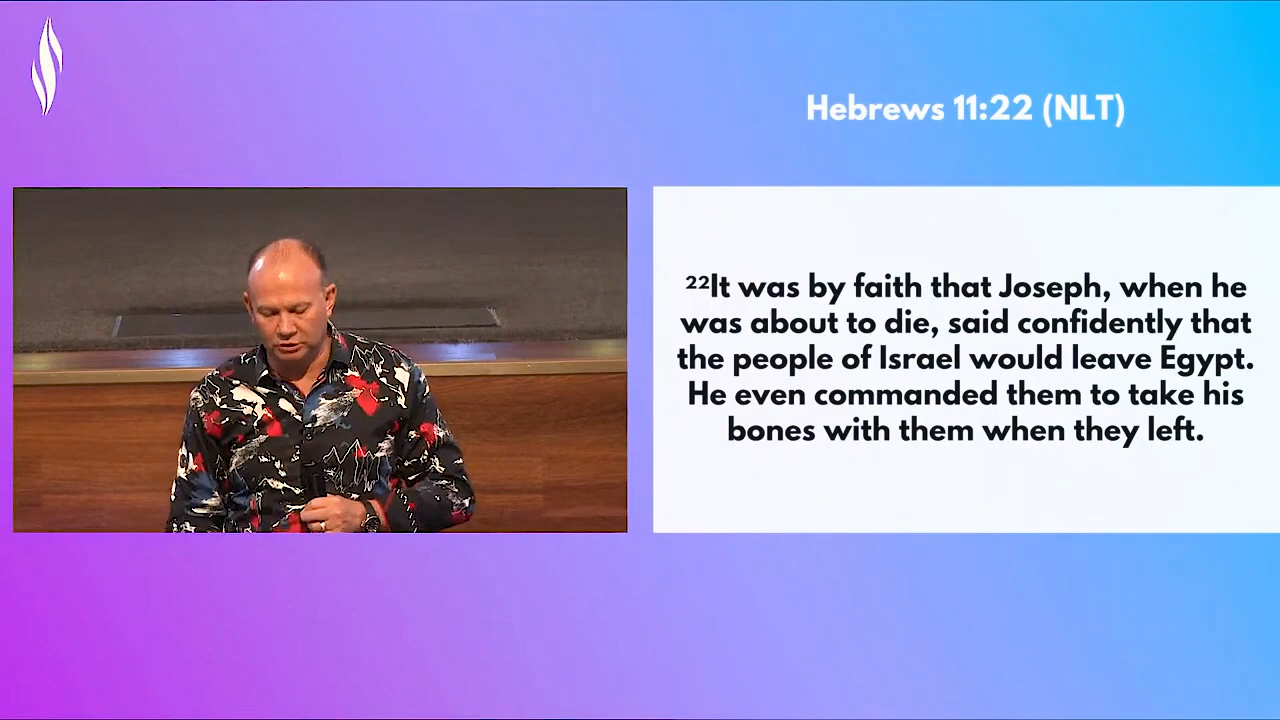 Hebrews 11:22 (NLT)
²²It was by faith that Joseph, when he
was about to die, said confidently that
the people of Israel would leave Egypt.
He even commanded them to take his
bones with them when they left.